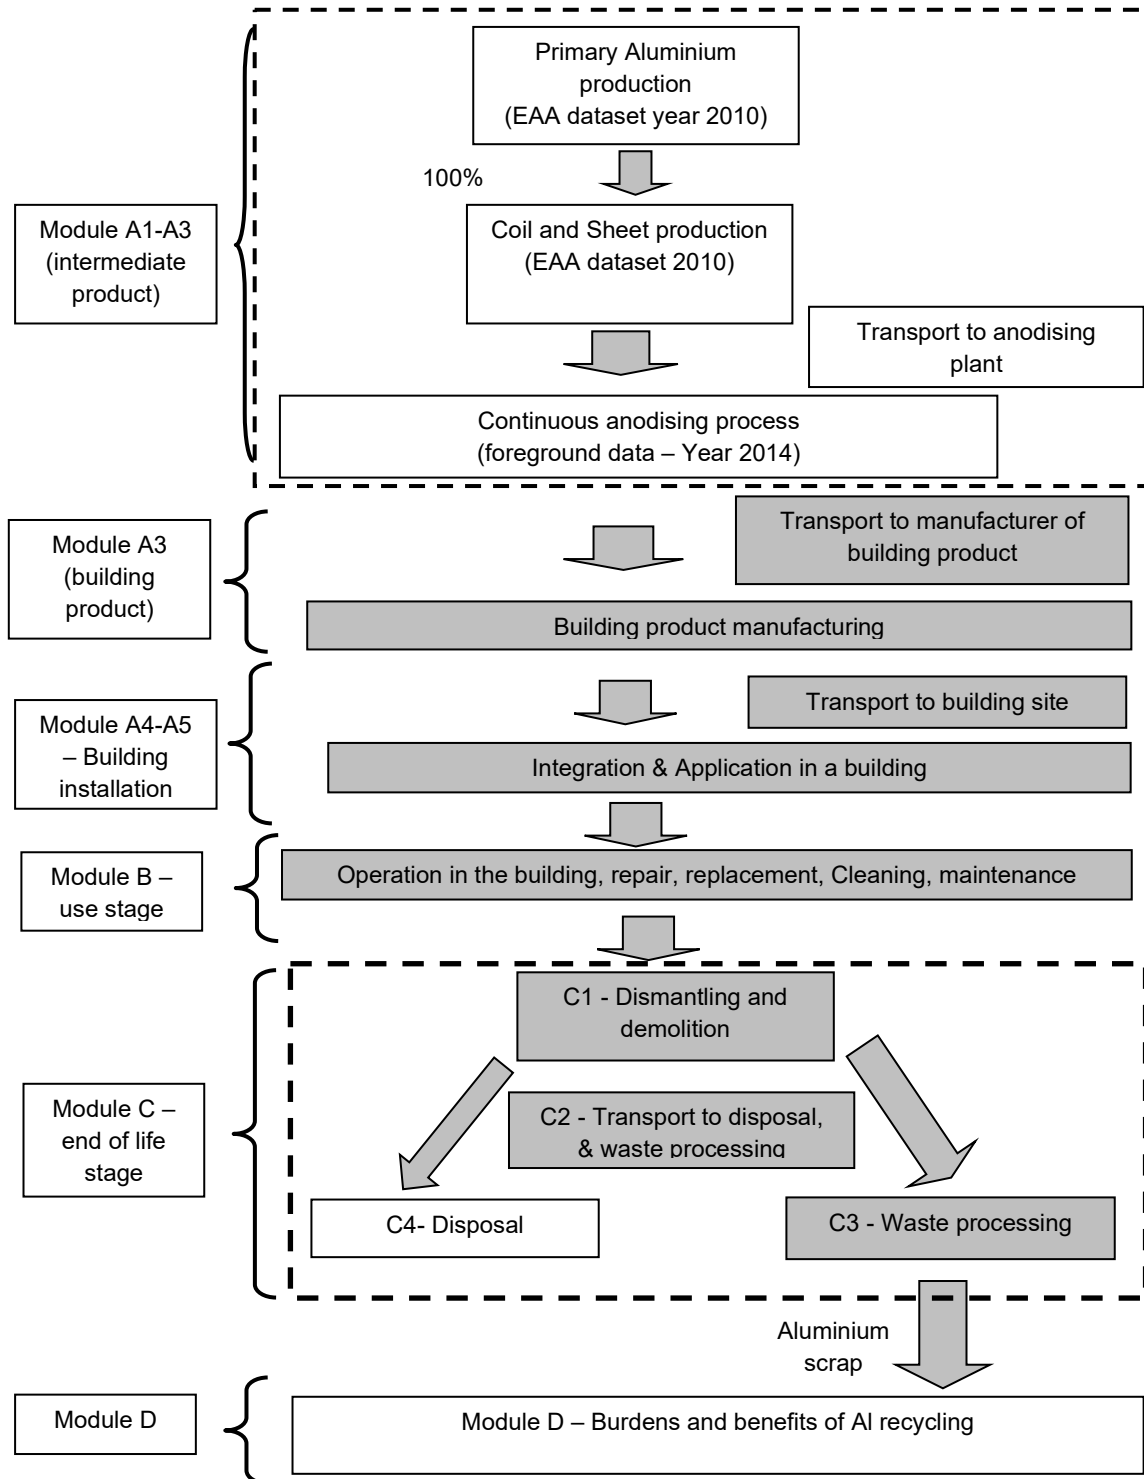 Primary Aluminium
production
(EAA dataset year 2010)
100%
Module A1-A3
(intermediate
product)
Coil and Sheet production
(EAA dataset 2010)
Transport to anodising
plant
Continuous anodising process
(foreground data – Year 2014)
Module A3
(building
product)
Transport to manufacturer of
building product
Building product manufacturing
Module A4-A5
– Building
installation
Transport to building site
Integration & Application in a building
Module B –
use stage
Operation in the building, repair, replacement, Cleaning, maintenance
Module C –
end of life
stage
C1 - Dismantling and
demolition
C2 - Transport to disposal,
& waste processing
C4- Disposal
C3 - Waste processing
Aluminium
scrap
Module D
Module D – Burdens and benefits of Al recycling